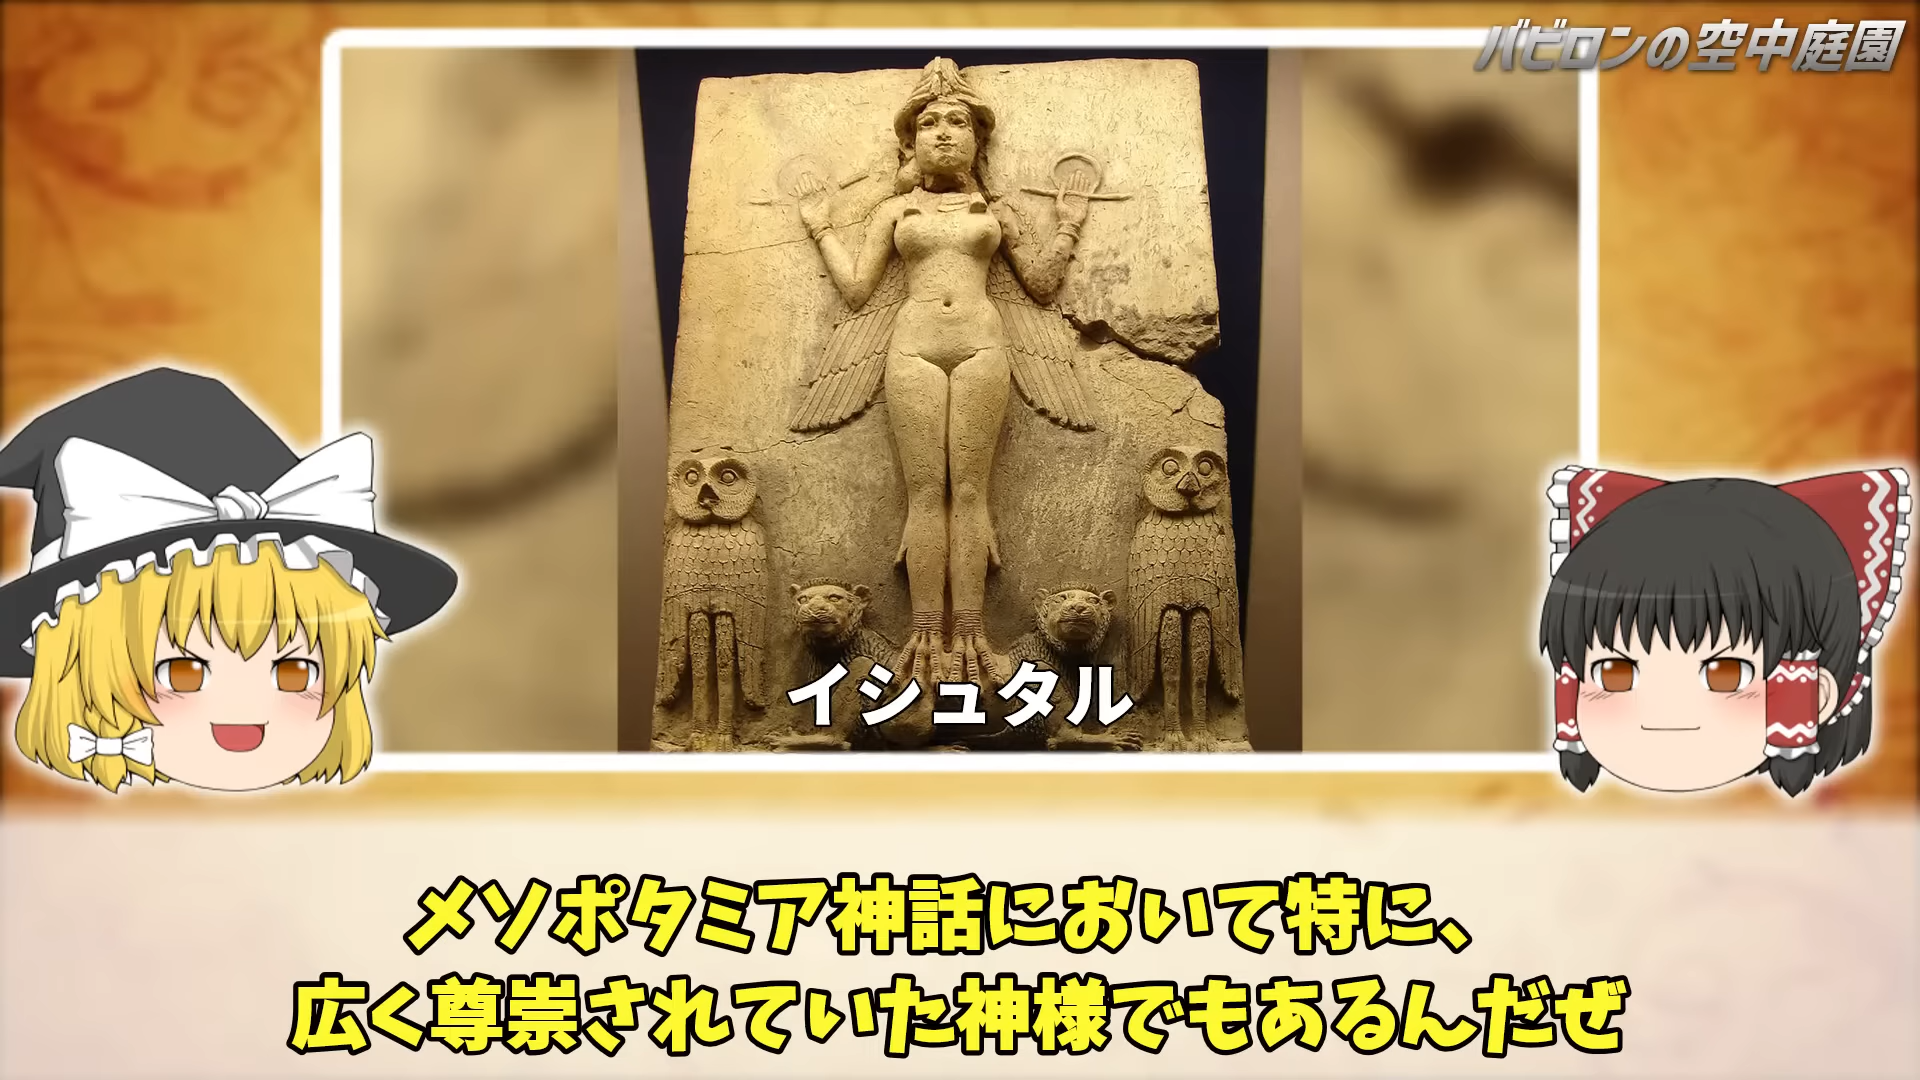 バビロンの空中庭園
イシュタル
メソポタミア神話において特に、
広く尊崇されていた神様でもあるんだぜ